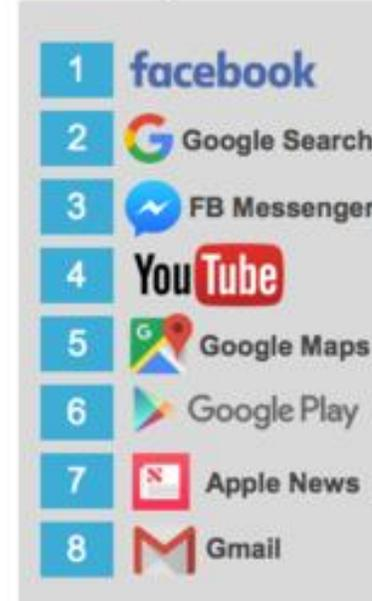 1 facebook
2 Google Search
3 FB Messenger
4 YouTube
5 G Google Maps
6 Google Play
7 N Apple News
8 Gmail